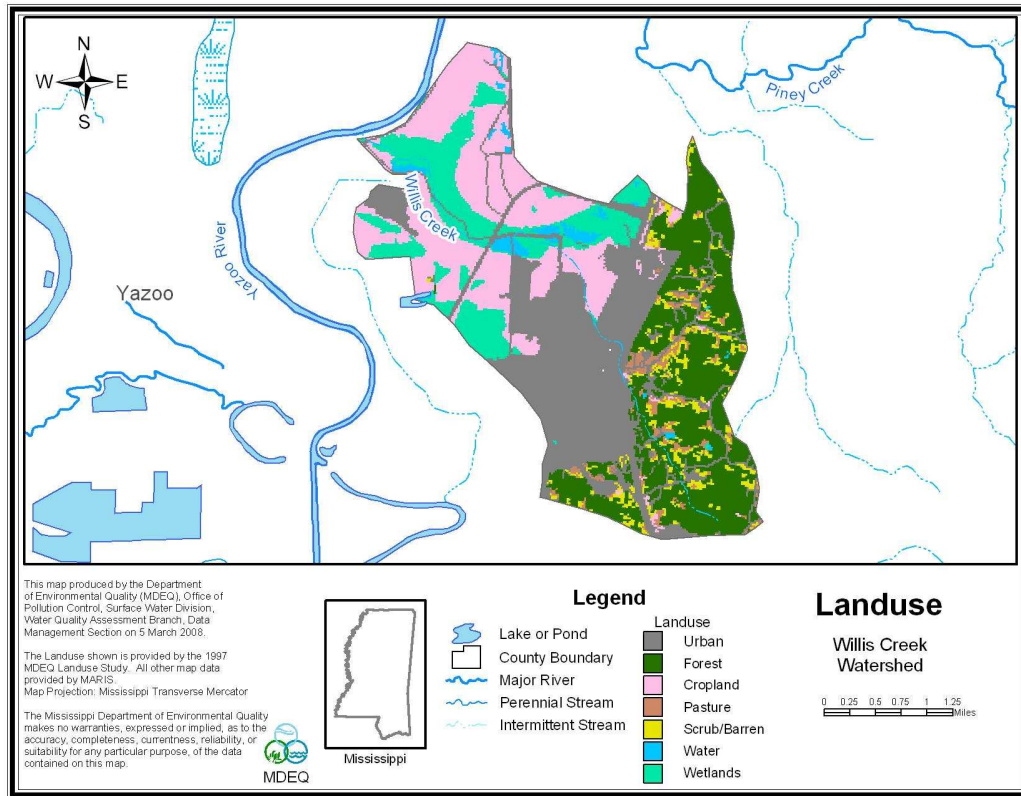 N
W E
S
Piney Creek
Willis Creek
Yazoo River
Yazoo
This map produced by the Department
of Environmental Quality (MDEQ), Office of
Pollution Control, Surface Water Division,
Water Quality Assessment Branch, Data
Management Section on 5 March 2008.
The Landuse shown is provided by the 1997
MDEQ Landuse Study. All other map data
provided by MARIS.
Map Projection: Mississippi Transverse Mercator
The Mississippi Department of Environmental Quality
makes no warranties, expressed or implied, as to the
accuracy, completeness, currentness, reliability, or
suitability for any particular purpose, of the data
contained on this map.
MDEQ
Mississippi
Legend
Lake or Pond
County Boundary
Major River
Perennial Stream
Intermittent Stream
Landuse
Urban
Forest
Cropland
Pasture
Scrub/Barren
Water
Wetlands
Landuse
Willis Creek
Watershed
0 0.25 0.5 0.75 1 1.25
Miles